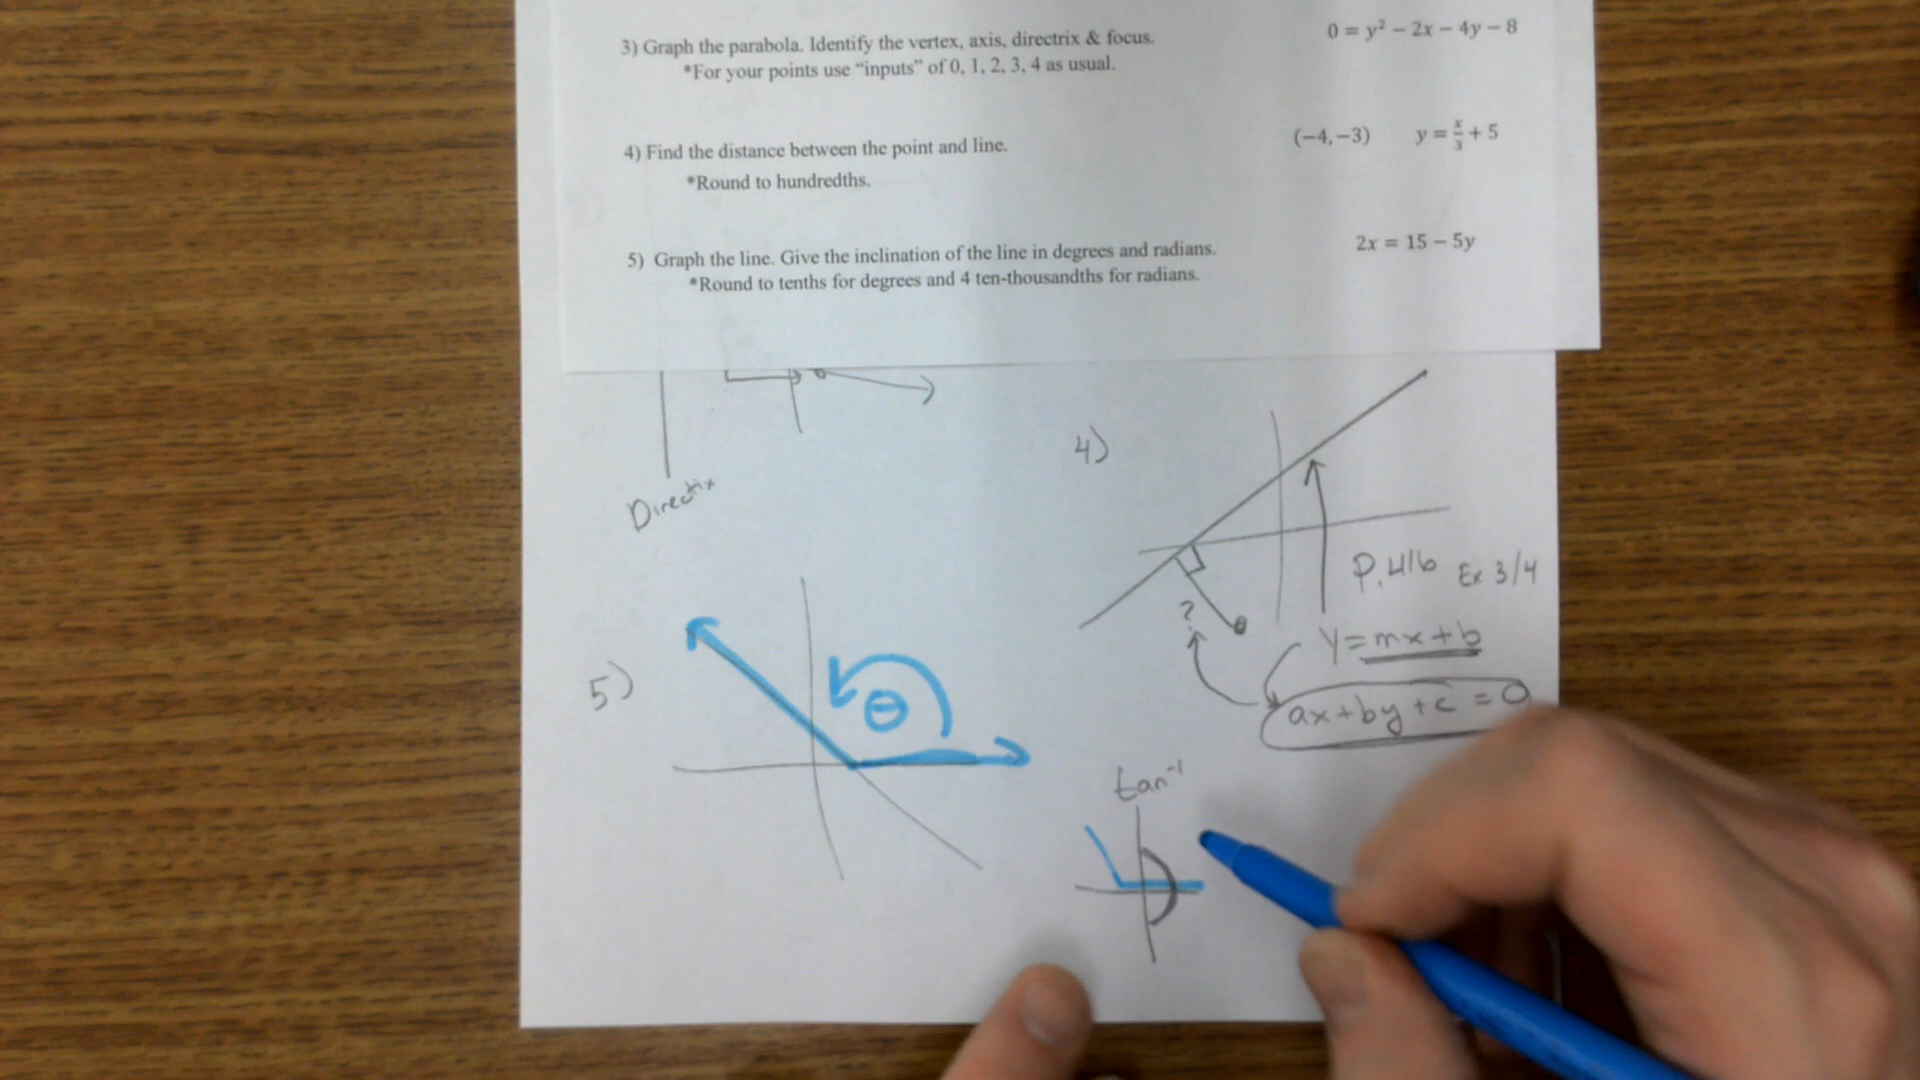 3) Graph the parabola. Identify the vertex, axis, directrix & focus. 0 = y² − 2x − 4y − 8
*For your points use “inputs” of 0, 1, 2, 3, 4 as usual.
4) Find the distance between the point and line. (−4, −3) y = x/3 + 5
*Round to hundredths.
5) Graph the line. Give the inclination of the line in degrees and radians. 2x = 15 − 5y
*Round to tenths for degrees and 4 ten-thousandths for radians.
4)
Directix
P. 416 Ex 3/4
?
y = mx + b
ax + by + c = 0
5)
θ
tan⁻¹